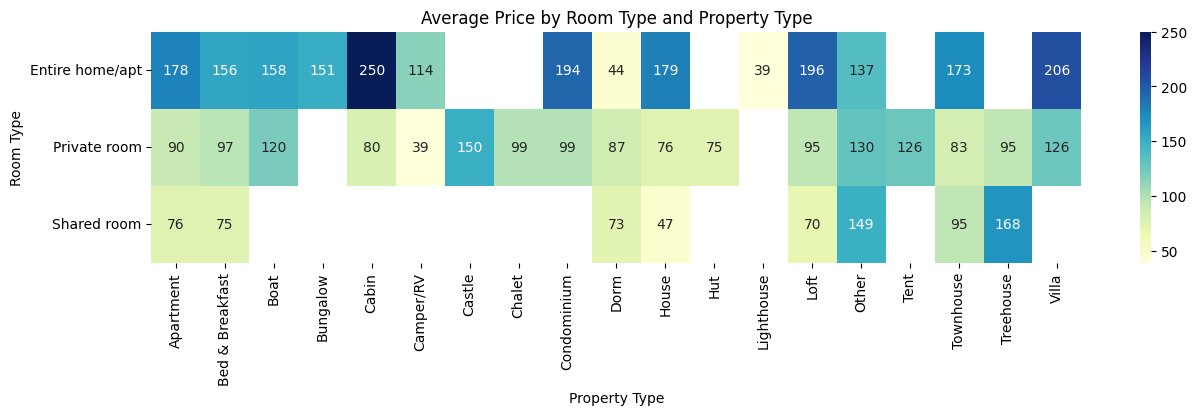 Average Price by Room Type and Property Type
Room Type
Entire home/apt 178 156 158 151 250 114 194 44 179 39 196 137 173 206
Private room 90 97 120 80 39 150 99 99 87 76 75 95 130 126 83 95 126
Shared room 76 75 73 47 70 149 95 168
Apartment
Bed & Breakfast
Boat
Bungalow
Cabin
Camper/RV
Castle
Chalet
Condominium
Dorm
House
Hut
Lighthouse
Loft
Other
Tent
Townhouse
Treehouse
Villa
Property Type
250
200
150
100
50